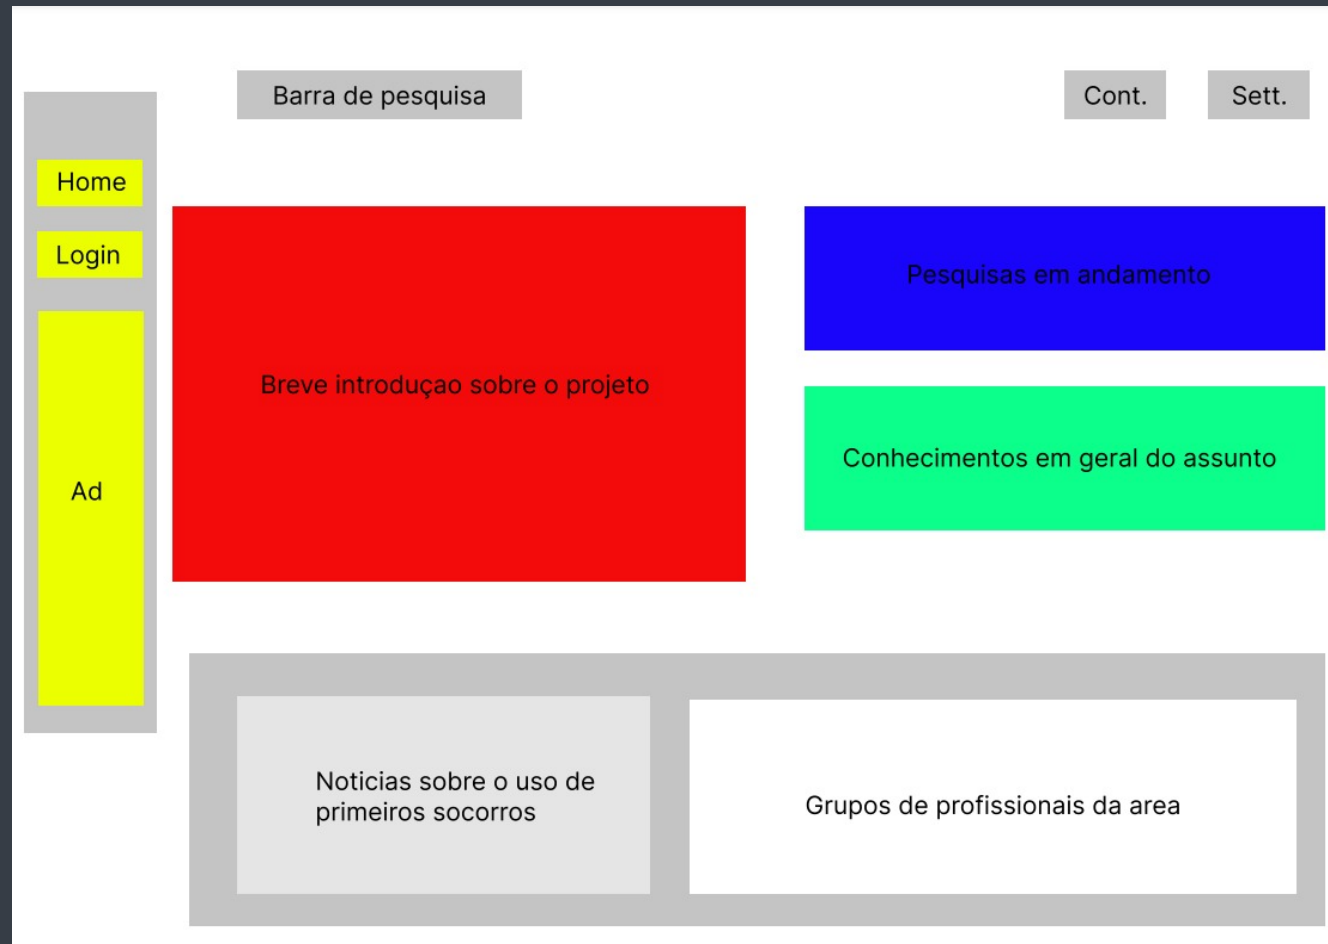 Barra de pesquisa
Cont.
Sett.
Home
Login
Ad
Breve introduçao sobre o projeto
Pesquisas em andamento
Conhecimentos em geral do assunto
Noticias sobre o uso de
primeiros socorros
Grupos de profissionais da area